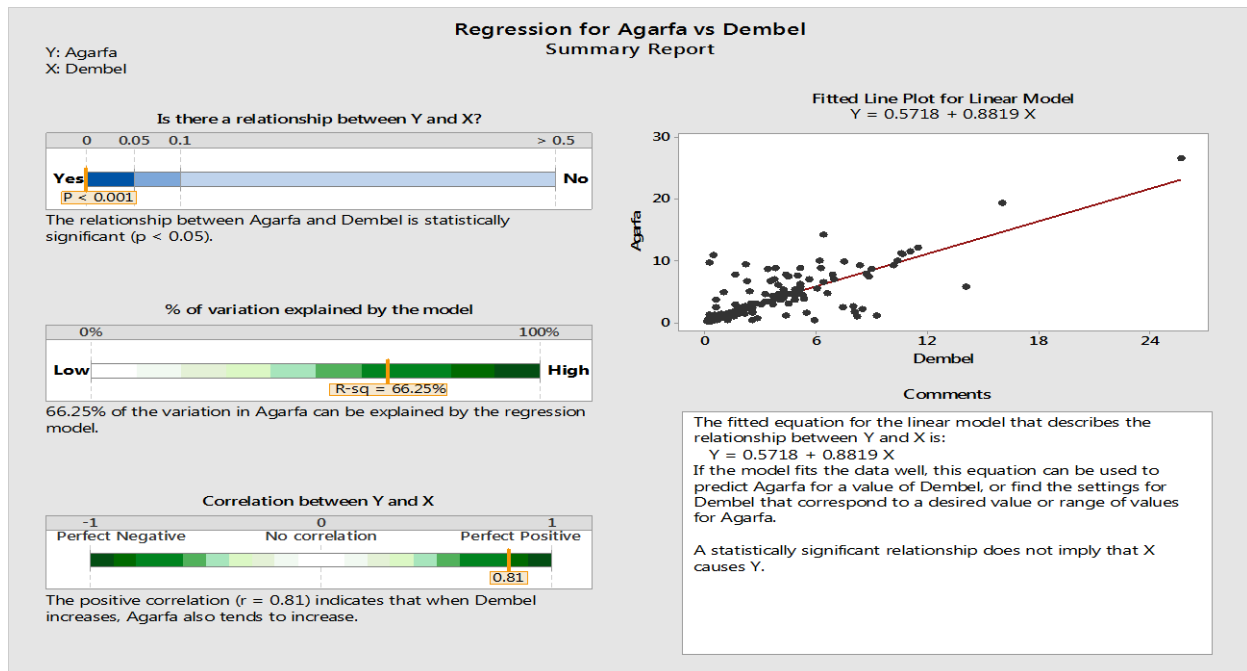 Regression for Agarfa vs Dembel
Summary Report
Y: Agarfa
X: Dembel
Is there a relationship between Y and X?
0 0.05 0.1 > 0.5
Yes No
P < 0.001
The relationship between Agarfa and Dembel is statistically
significant (p < 0.05).
% of variation explained by the model
0% 100%
Low High
R-sq = 66.25%
66.25% of the variation in Agarfa can be explained by the regression
model.
Correlation between Y and X
-1 0 1
Perfect Negative No correlation Perfect Positive
0.81
The positive correlation (r = 0.81) indicates that when Dembel
increases, Agarfa also tends to increase.
Fitted Line Plot for Linear Model
Y = 0.5718 + 0.8819 X
30
20
10
0
Agarfa
0 6 12 18 24
Dembel
Comments
The fitted equation for the linear model that describes the
relationship between Y and X is:
Y = 0.5718 + 0.8819 X
If the model fits the data well, this equation can be used to
predict Agarfa for a value of Dembel, or find the settings for
Dembel that correspond to a desired value or range of values
for Agarfa.
A statistically significant relationship does not imply that X
causes Y.